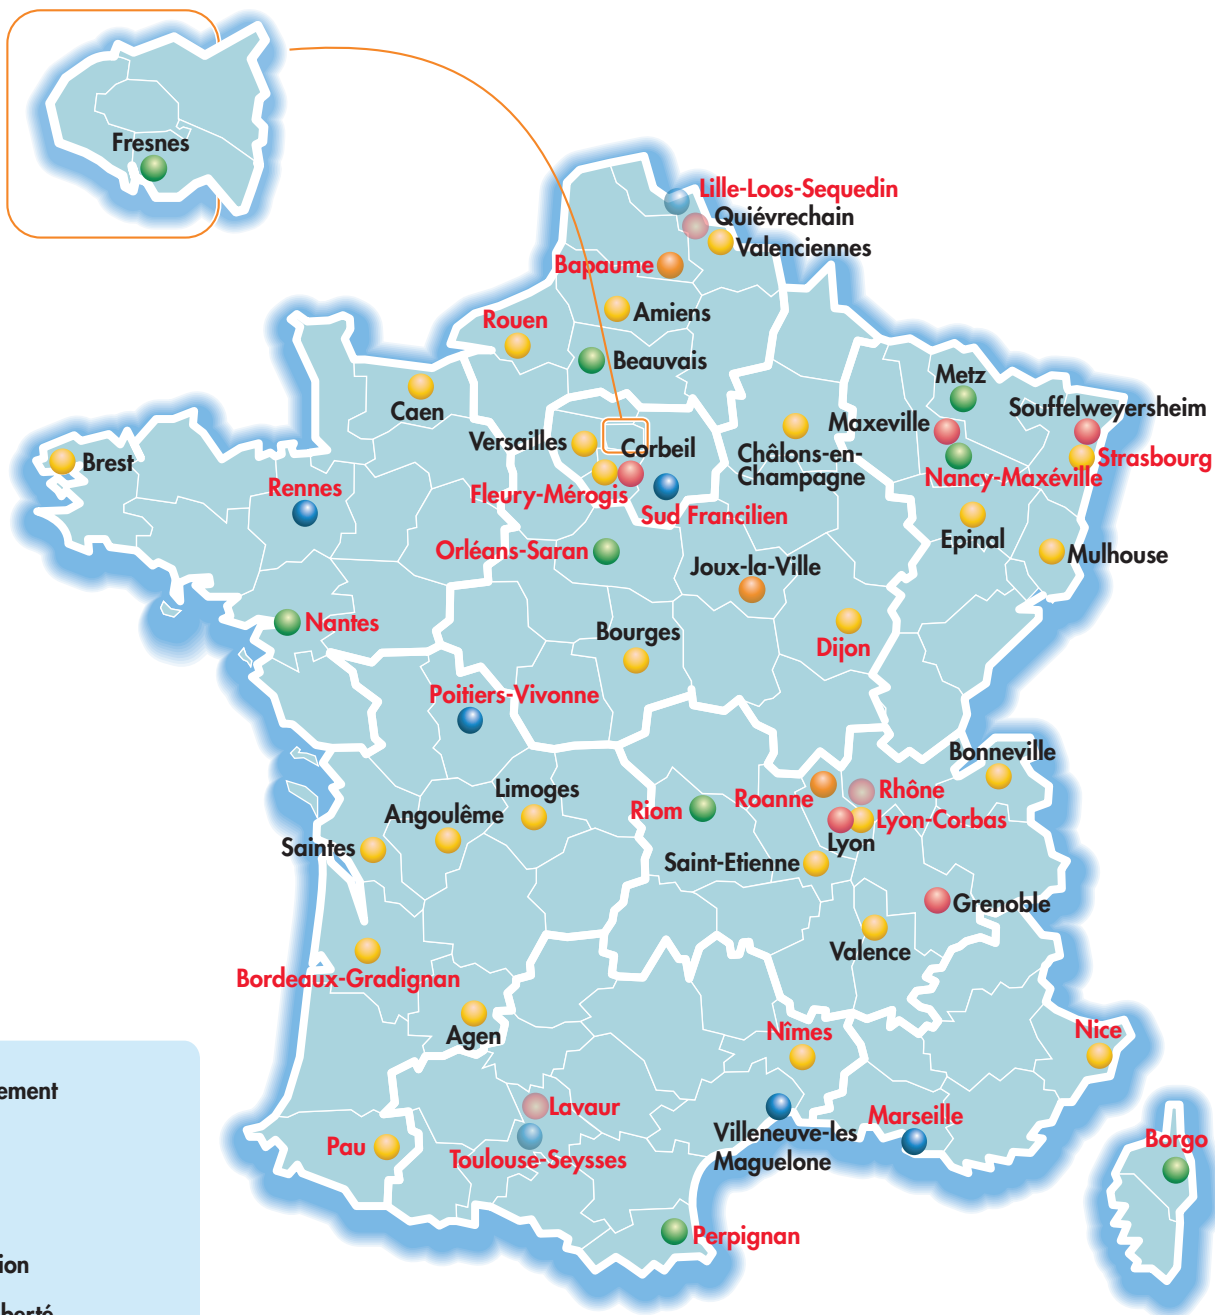 Fresnes
Lille-Loos-Sequedin
Quiévrechain
Valenciennes
Bapaume
Amiens
Rouen
Beauvais
Metz
Caen
Souffelweyersheim
Maxeville
Versailles
Corbeil
Châlons-en-
Champagne
Strasbourg
Brest
Nancy-Maxéville
Rennes
Fleury-Mérogis
Sud Francilien
Epinal
Orléans-Saran
Joux-la-Ville
Mulhouse
Nantes
Bourges
Dijon
Poitiers-Vivonne
Bonneville
Limoges
Roanne
Rhône
Riom
Angoulême
Lyon-Corbas
Lyon
Saintes
Saint-Etienne
Grenoble
Valence
Bordeaux-Gradignan
Agen
Nîmes
Nice
ement
Lavaur
Marseille
Villeneuve-les
Maguelone
Pau
Toulouse-Seysses
Borgo
Perpignan
ion
berté